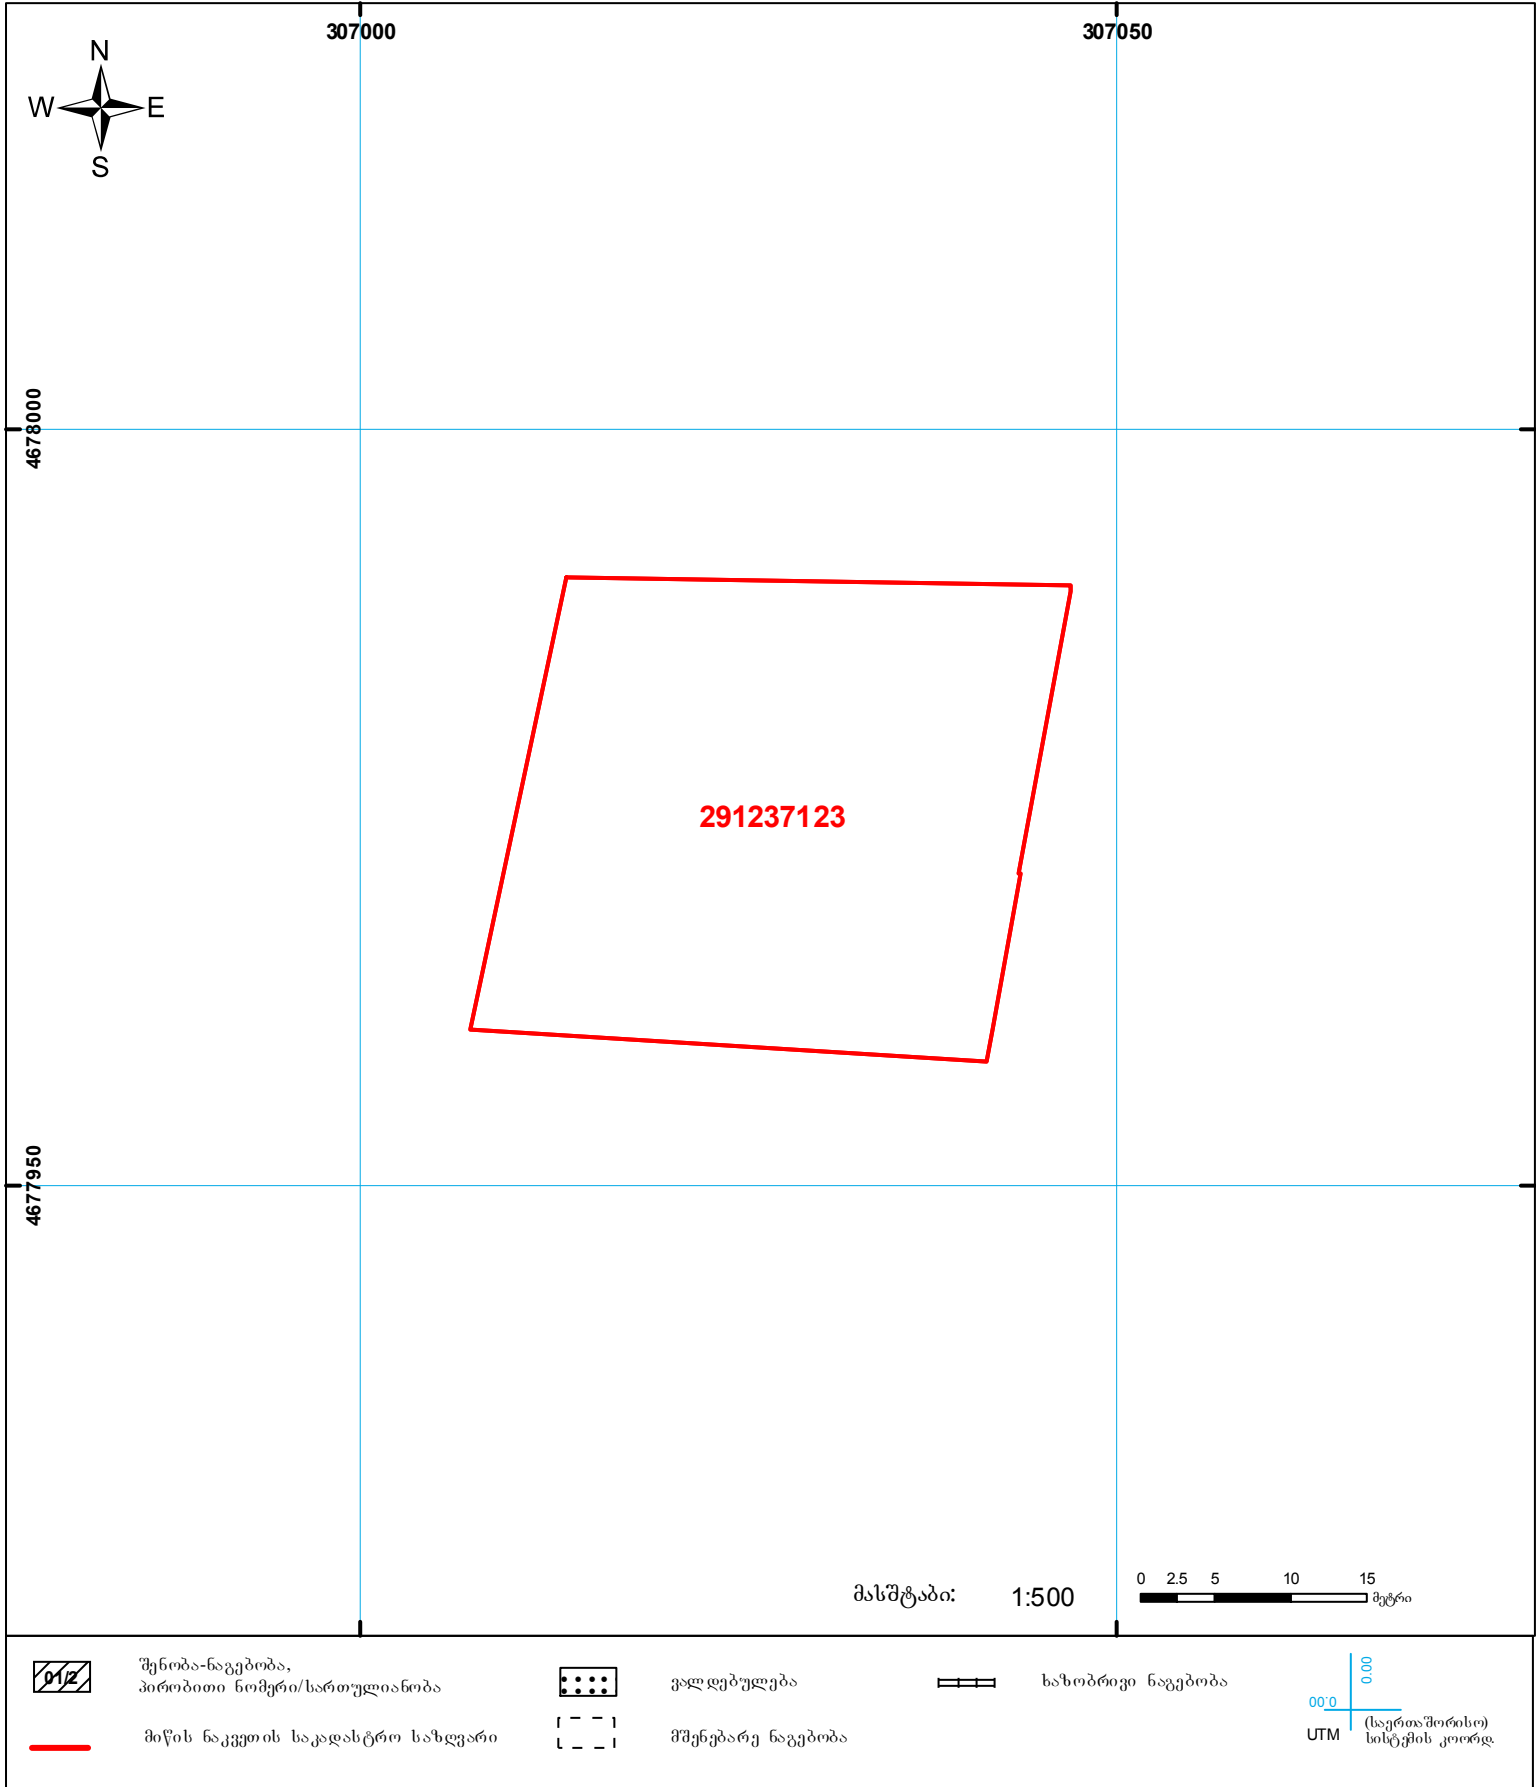 307000 307050
N
W E
S
4678000
291237123
4677950
მასშტაბი: 1:500
0 2.5 5 10 15
მეტრი
01/2
შენობა-ნაგებობა,
პირობითი ნომერი/სართულიანობა
ვალდებულება
ხაზობრივი ნაგებობა
მიწის ნაკვეთის საკადასტრო საზღვარი
მშენებარე ნაგებობა
0.00
0.00
UTM
(საერთაშორისო)
სისტემის კოორდ.